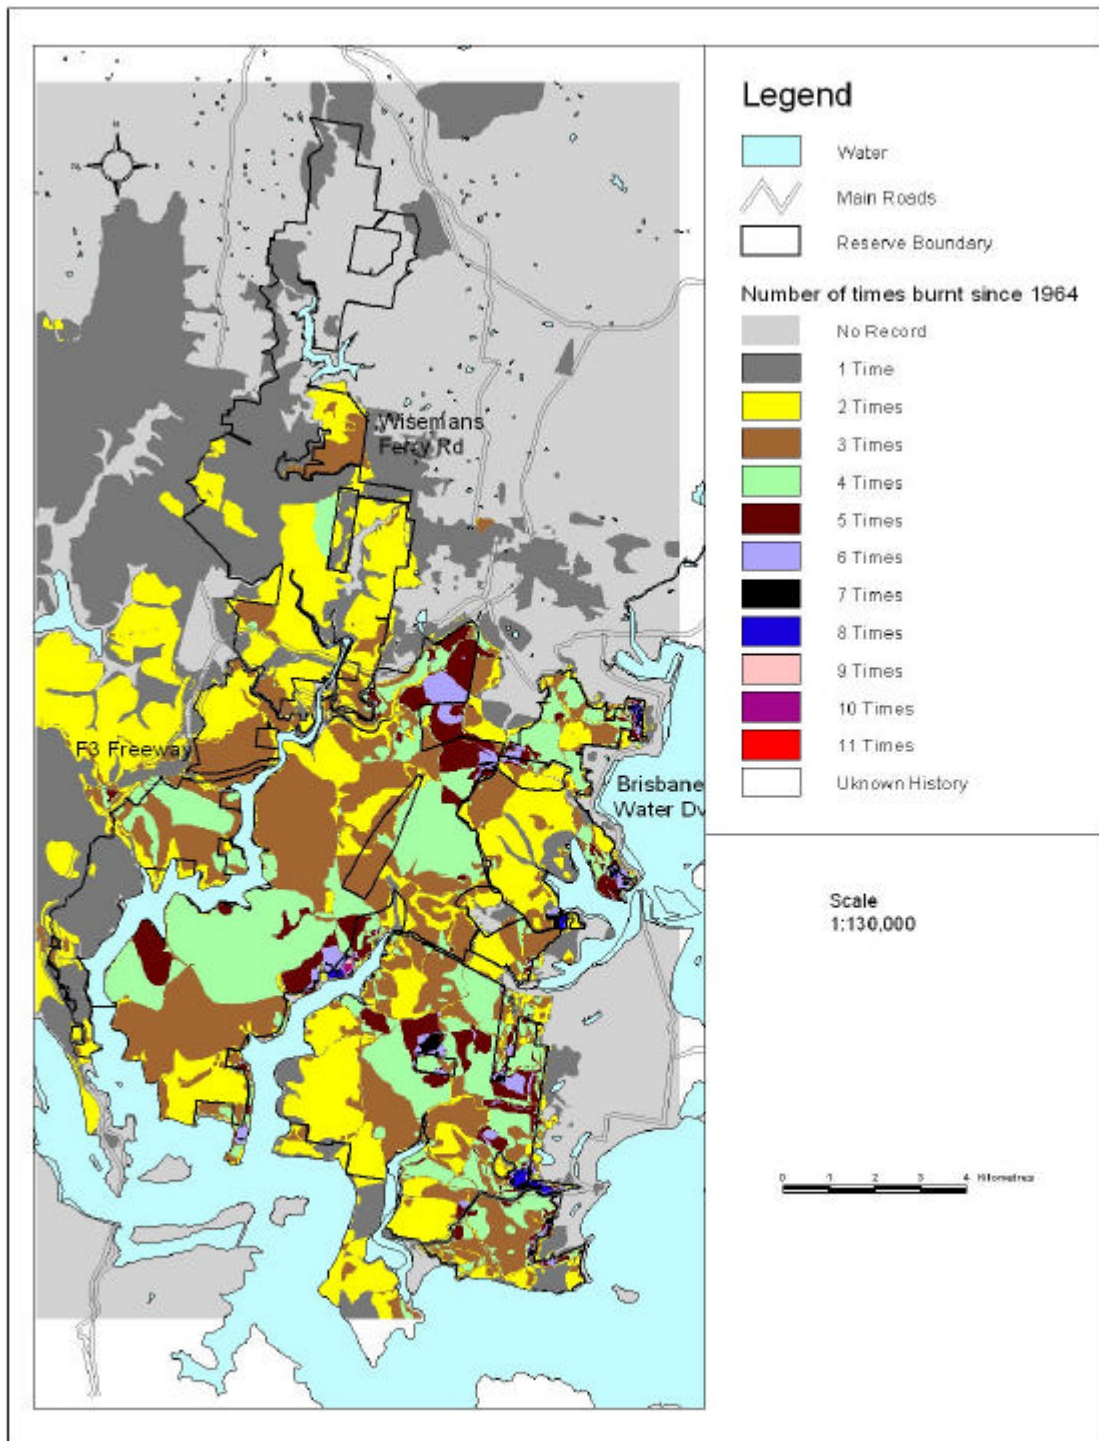 Legend
Water
Main Roads
Reserve Boundary
Number of times burnt since 1964
No Record
1 Time
2 Times
3 Times
4 Times
5 Times
6 Times
7 Times
8 Times
9 Times
10 Times
11 Times
Uknown History
Wisemans
Ferry Rd
F3 Freeway
Brisbane
Water Dv
Scale
1:130,000
0 1 2 3 4 Kilometres